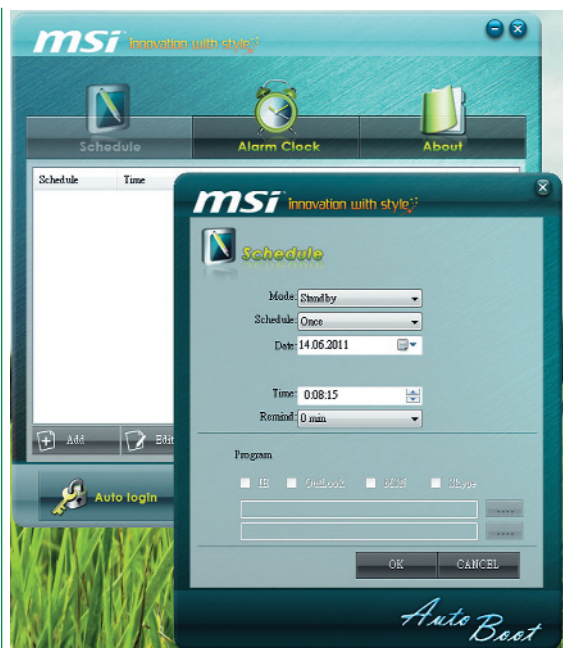 msi innovation with style
Schedule
Alarm Clock
About
Schedule Time
Add
Edit
Auto login
msi innovation with style
Schedule
Mode: Standby
Schedule: Once
Date: 14.06.2011
Time: 0:08:15
Remind: 0 min
Program
IE Outlook MSN Skype
....
....
OK CANCEL
Auto Boot